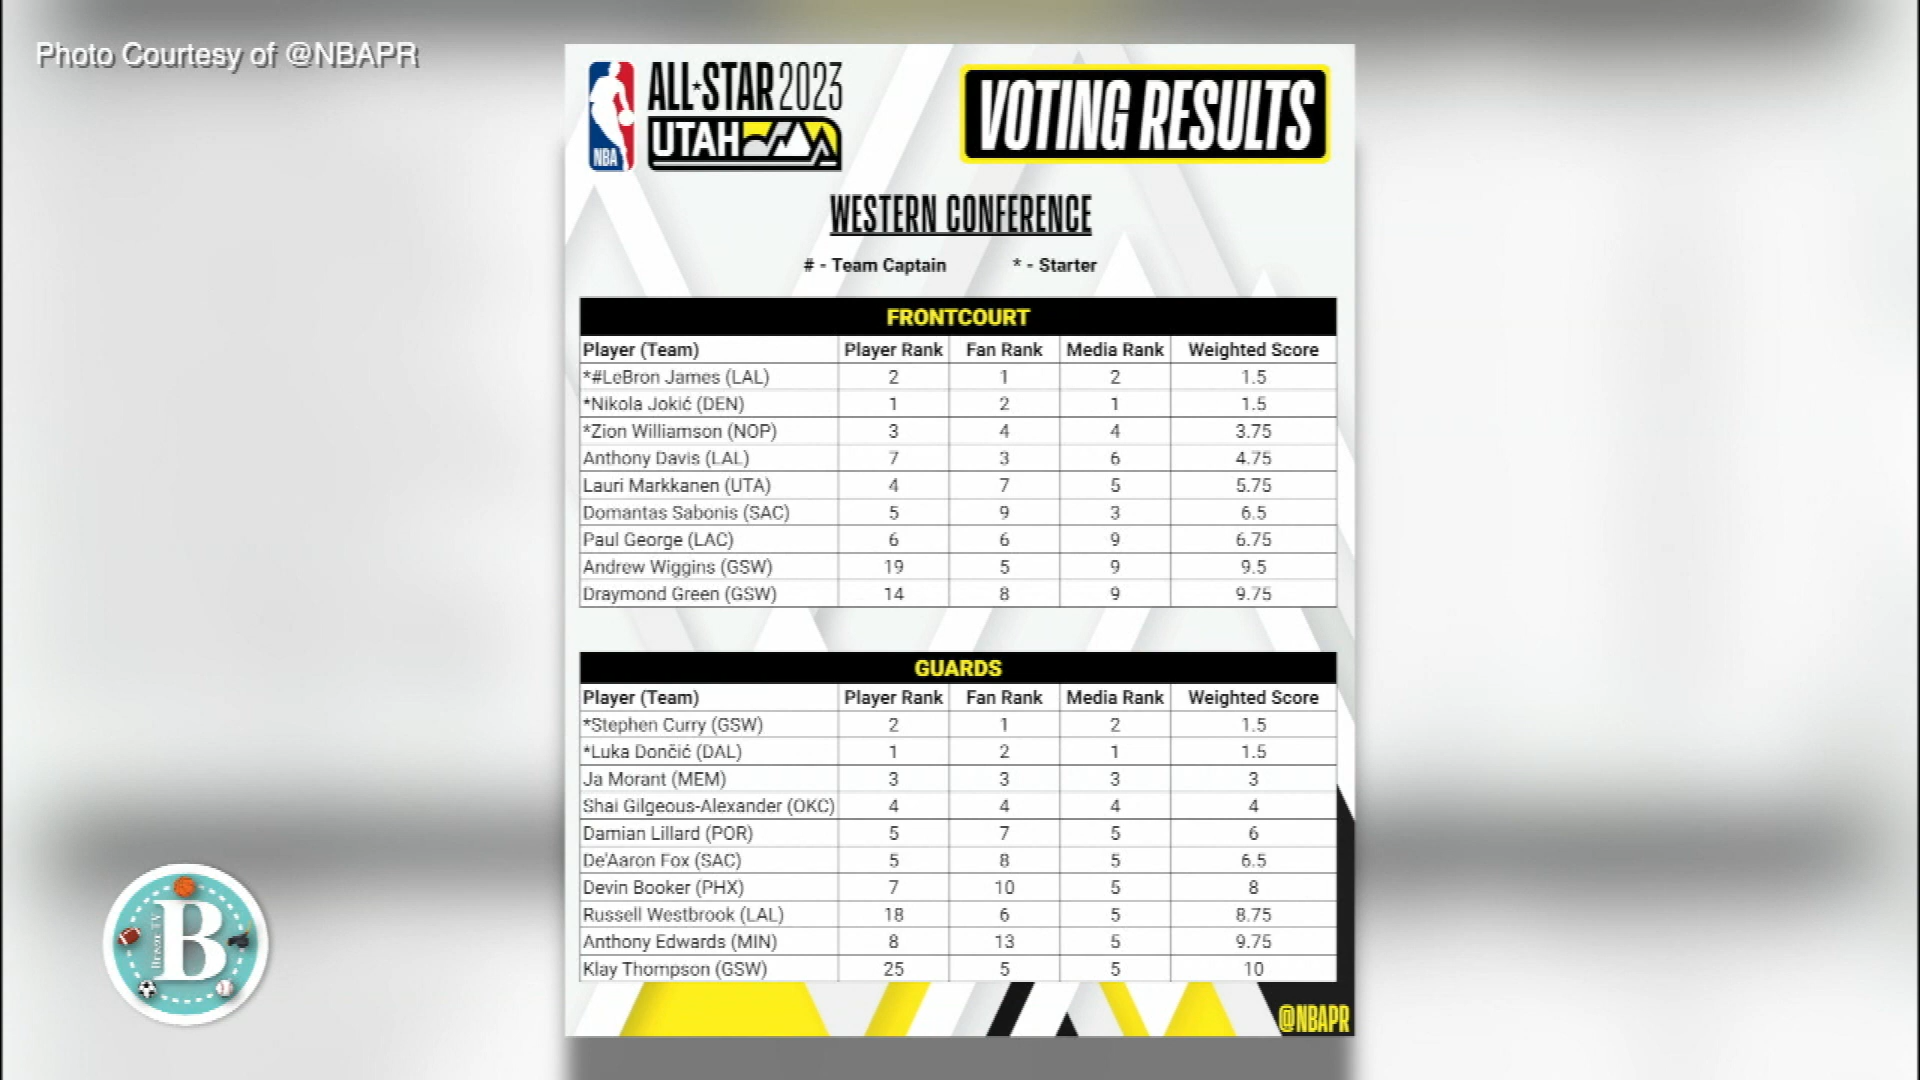 Photo Courtesy of @NBAPR
ALL★STAR 2023
UTAH
NBA
VOTING RESULTS
WESTERN CONFERENCE
# - Team Captain * - Starter
FRONTCOURT
Player (Team) Player Rank Fan Rank Media Rank Weighted Score
*#LeBron James (LAL) 2 1 2 1.5
*Nikola Jokić (DEN) 1 2 1 1.5
*Zion Williamson (NOP) 3 4 4 3.75
Anthony Davis (LAL) 7 3 6 4.75
Lauri Markkanen (UTA) 4 7 5 5.75
Domantas Sabonis (SAC) 5 9 3 6.5
Paul George (LAC) 6 6 9 6.75
Andrew Wiggins (GSW) 19 5 9 9.5
Draymond Green (GSW) 14 8 9 9.75
GUARDS
Player (Team) Player Rank Fan Rank Media Rank Weighted Score
*Stephen Curry (GSW) 2 1 2 1.5
*Luka Dončić (DAL) 1 2 1 1.5
Ja Morant (MEM) 3 3 3 3
Shai Gilgeous-Alexander (OKC) 4 4 4 4
Damian Lillard (POR) 5 7 5 6
De'Aaron Fox (SAC) 5 8 5 6.5
Devin Booker (PHX) 7 10 5 8
Russell Westbrook (LAL) 18 6 5 8.75
Anthony Edwards (MIN) 8 13 5 9.75
Klay Thompson (GSW) 25 5 5 10
@NBAPR
B